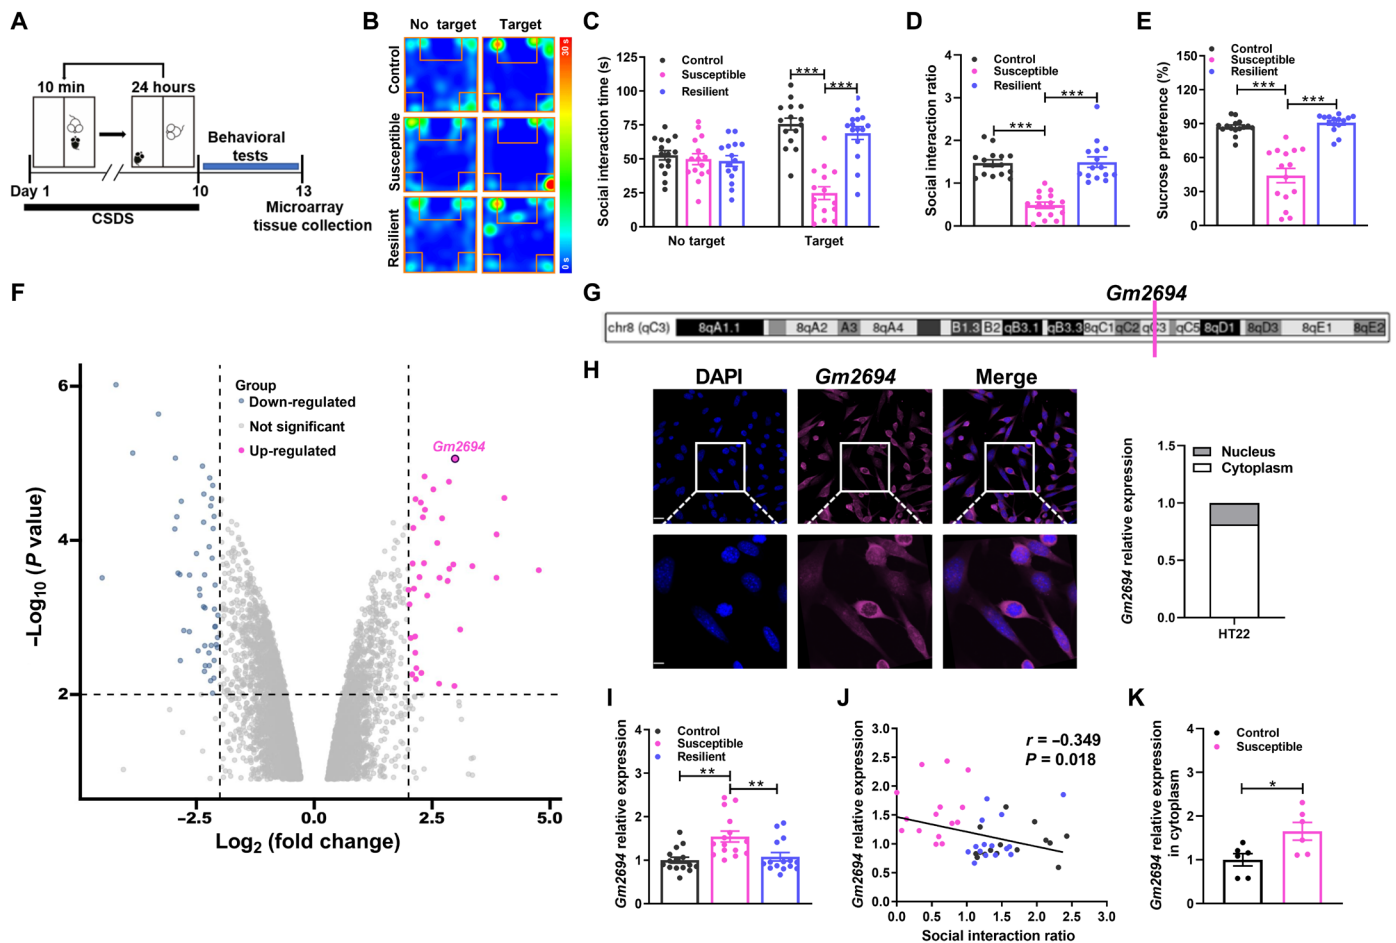 A
10 min
24 hours
Behavioral
tests
Day 1
10
13
CSDS
Microarray
tissue collection
B
No target
Target
Control
Susceptible
Resilient
30 s
0 s
C
Social interaction time (s)
125
100
75
50
25
0
Control
Susceptible
Resilient
***
***
No target
Target
D
Social interaction ratio
4
3
2
1
0
Control
Susceptible
Resilient
***
***
E
Sucrose preference (%)
150
120
90
60
30
0
Control
Susceptible
Resilient
***
***
F
−Log10 (P value)
6
4
2
Group
Down-regulated
Not significant
Up-regulated
Gm2694
−2.5
0.0
2.5
5.0
Log2 (fold change)
G
Gm2694
chr8 (qC3)
8qA1.1
8qA2
A3
8qA4
B1.3
B2
qB3.1
qB3.3
8qC1
qC2
qC3
qC5
8qD1
8qD3
8qE1
8qE2
H
DAPI
Gm2694
Merge
Gm2694 relative expression
1.5
1.0
0.5
0.0
Nucleus
Cytoplasm
HT22
I
Gm2694 relative expression
4
3
2
1
0
Control
Susceptible
Resilient
**
**
J
Gm2694 relative expression
3.0
2.5
2.0
1.5
1.0
0.5
0.0
r = −0.349
P = 0.018
0.0
0.5
1.0
1.5
2.0
2.5
3.0
Social interaction ratio
K
Gm2694 relative expression
in cytoplasm
4
3
2
1
0
Control
Susceptible
*